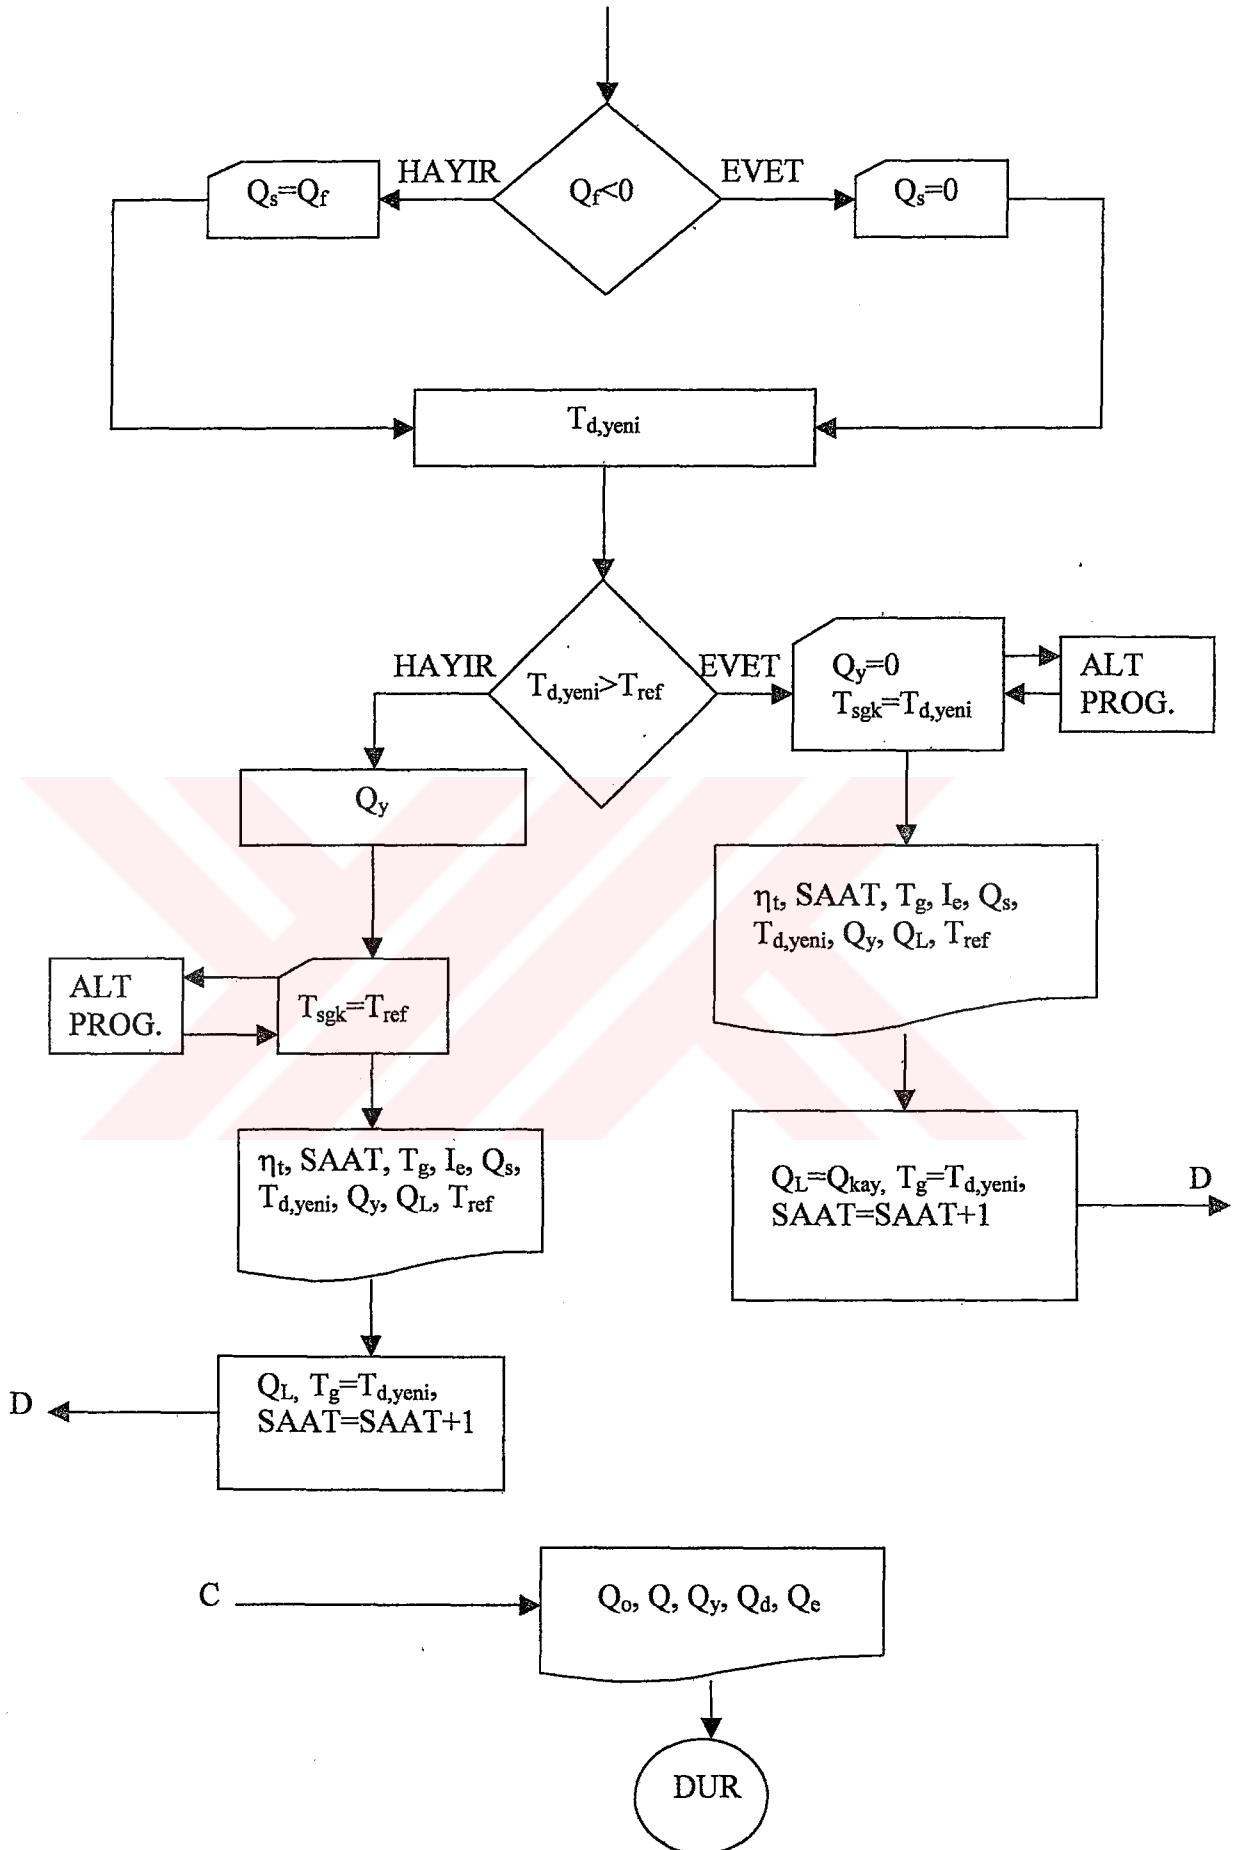 HAYIR
EVET
Qs=Qf
Qf<0
Qs=0
Td,yeni
HAYIR
EVET
Td,yeni>Tref
Qy=0
Tsgk=Td,yeni
ALT
PROG.
Qy
ηt, SAAT, Tg, Ie, Qs,
Td,yeni, Qy, QL, Tref
ALT
PROG.
Tsgk=Tref
ηt, SAAT, Tg, Ie, Qs,
Td,yeni, Qy, QL, Tref
QL=Qkay, Tg=Td,yeni,
SAAT=SAAT+1
D
QL, Tg=Td,yeni,
SAAT=SAAT+1
D
C
Qo, Q, Qy, Qd, Qe
DUR